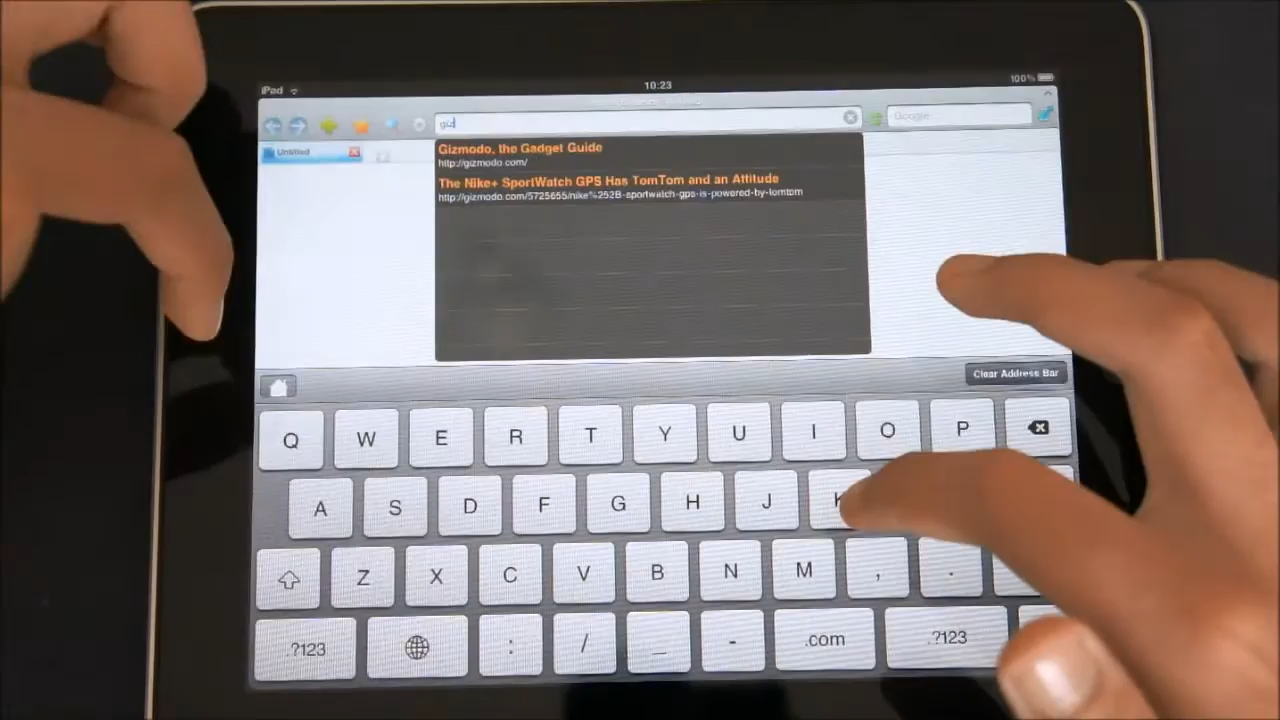 iPad 10:23 100%
giz Google
Untitled
Gizmodo, the Gadget Guide
http://gizmodo.com/
The Nike+ SportWatch GPS Has TomTom and an Attitude
http://gizmodo.com/5725655/nike%252B-sportwatch-gps-is-powered-by-tomtom
Clear Address Bar
Q W E R T Y U I O P
A S D F G H J K
Z X C V B N M , .
.?123 : / _ - .com .?123